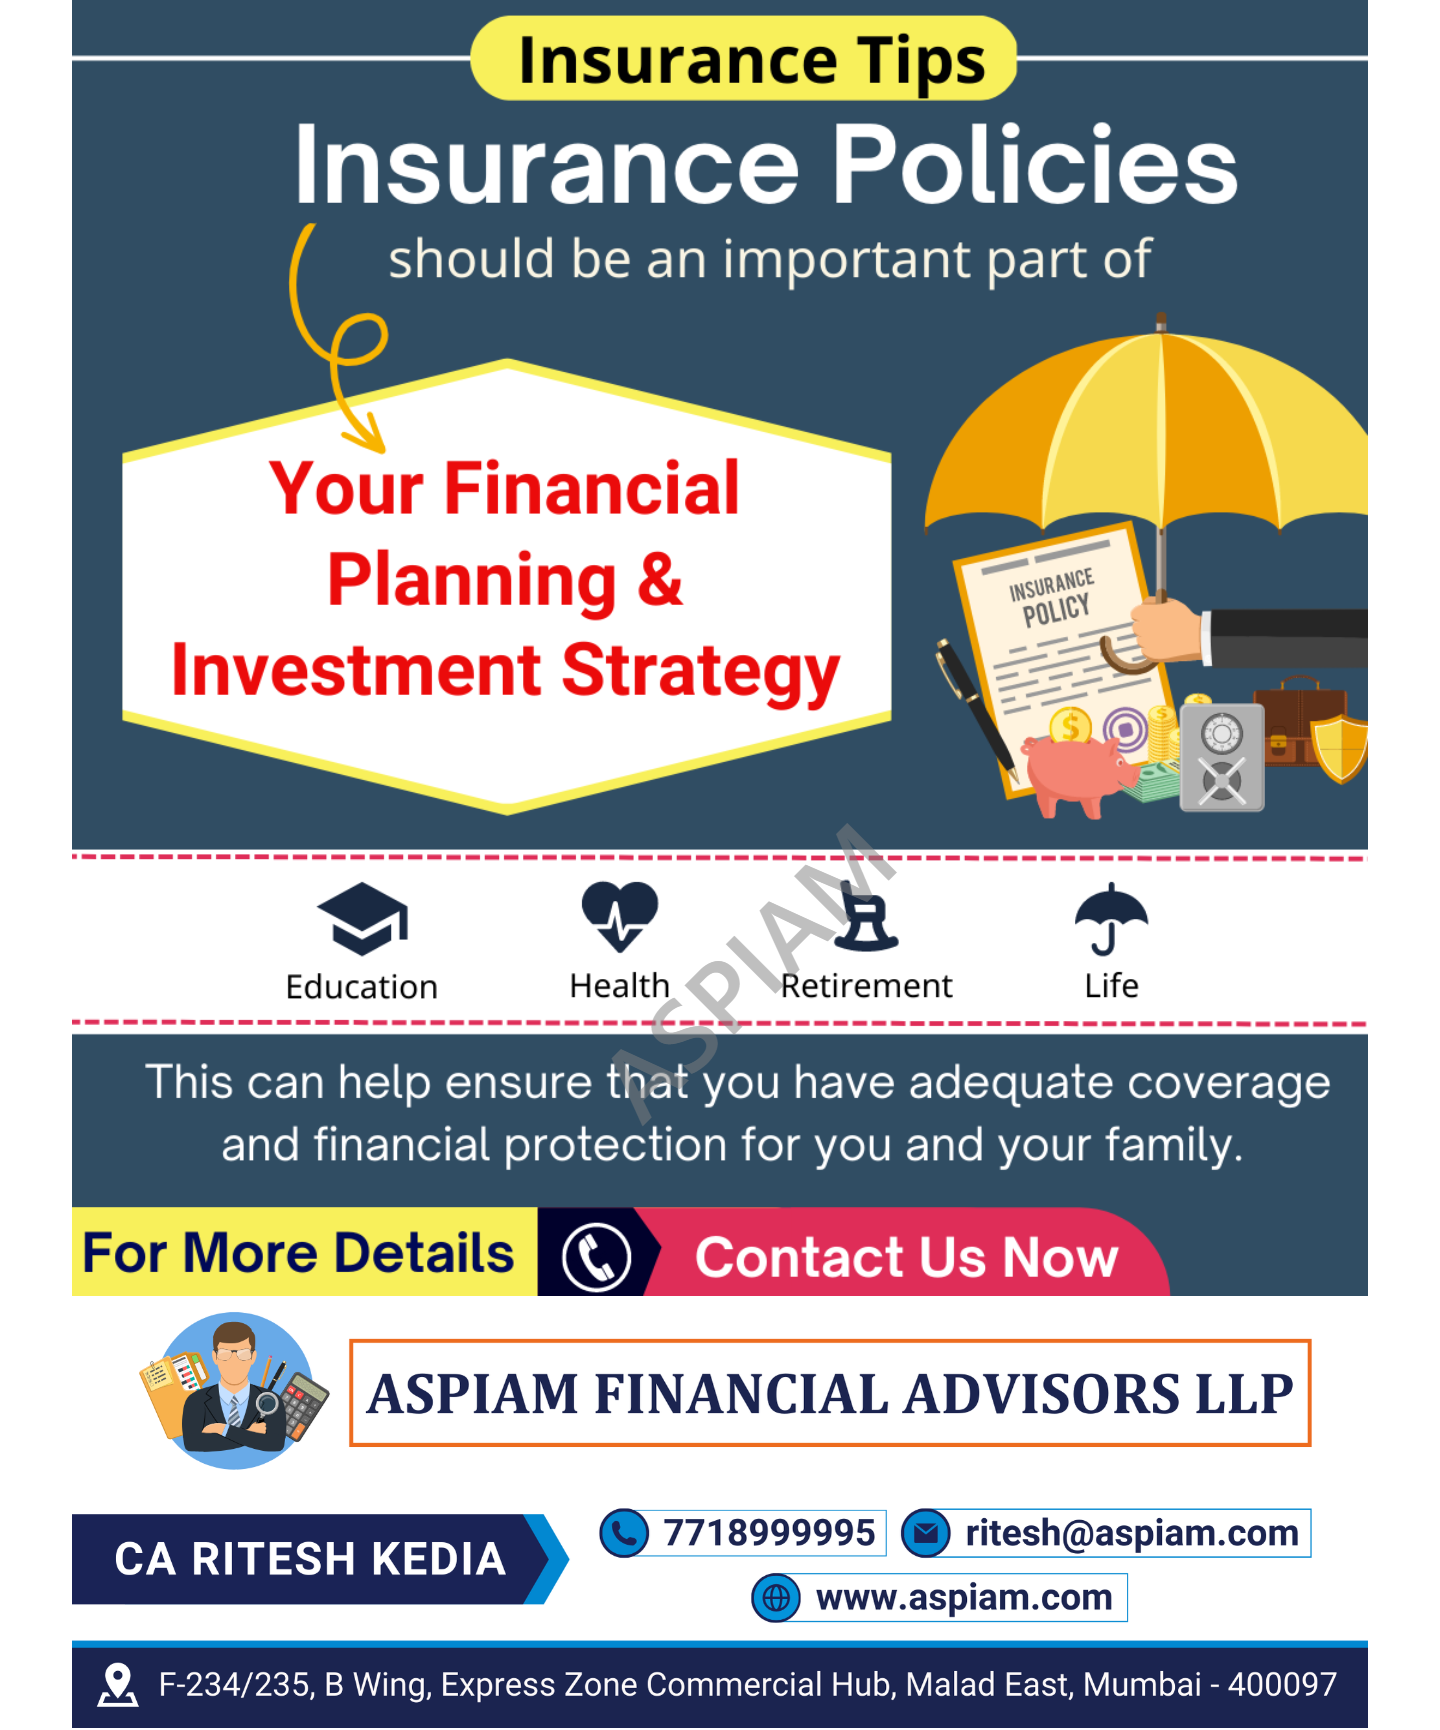 Insurance Tips
Insurance Policies
should be an important part of
Your Financial
Planning &
Investment Strategy
INSURANCE
POLICY
Education
Health
Retirement
Life
ASPIAM
This can help ensure that you have adequate coverage
and financial protection for you and your family.
For More Details
Contact Us Now
ASPIAM FINANCIAL ADVISORS LLP
CA RITESH KEDIA
7718999995
ritesh@aspiam.com
www.aspiam.com
F-234/235, B Wing, Express Zone Commercial Hub, Malad East, Mumbai - 400097